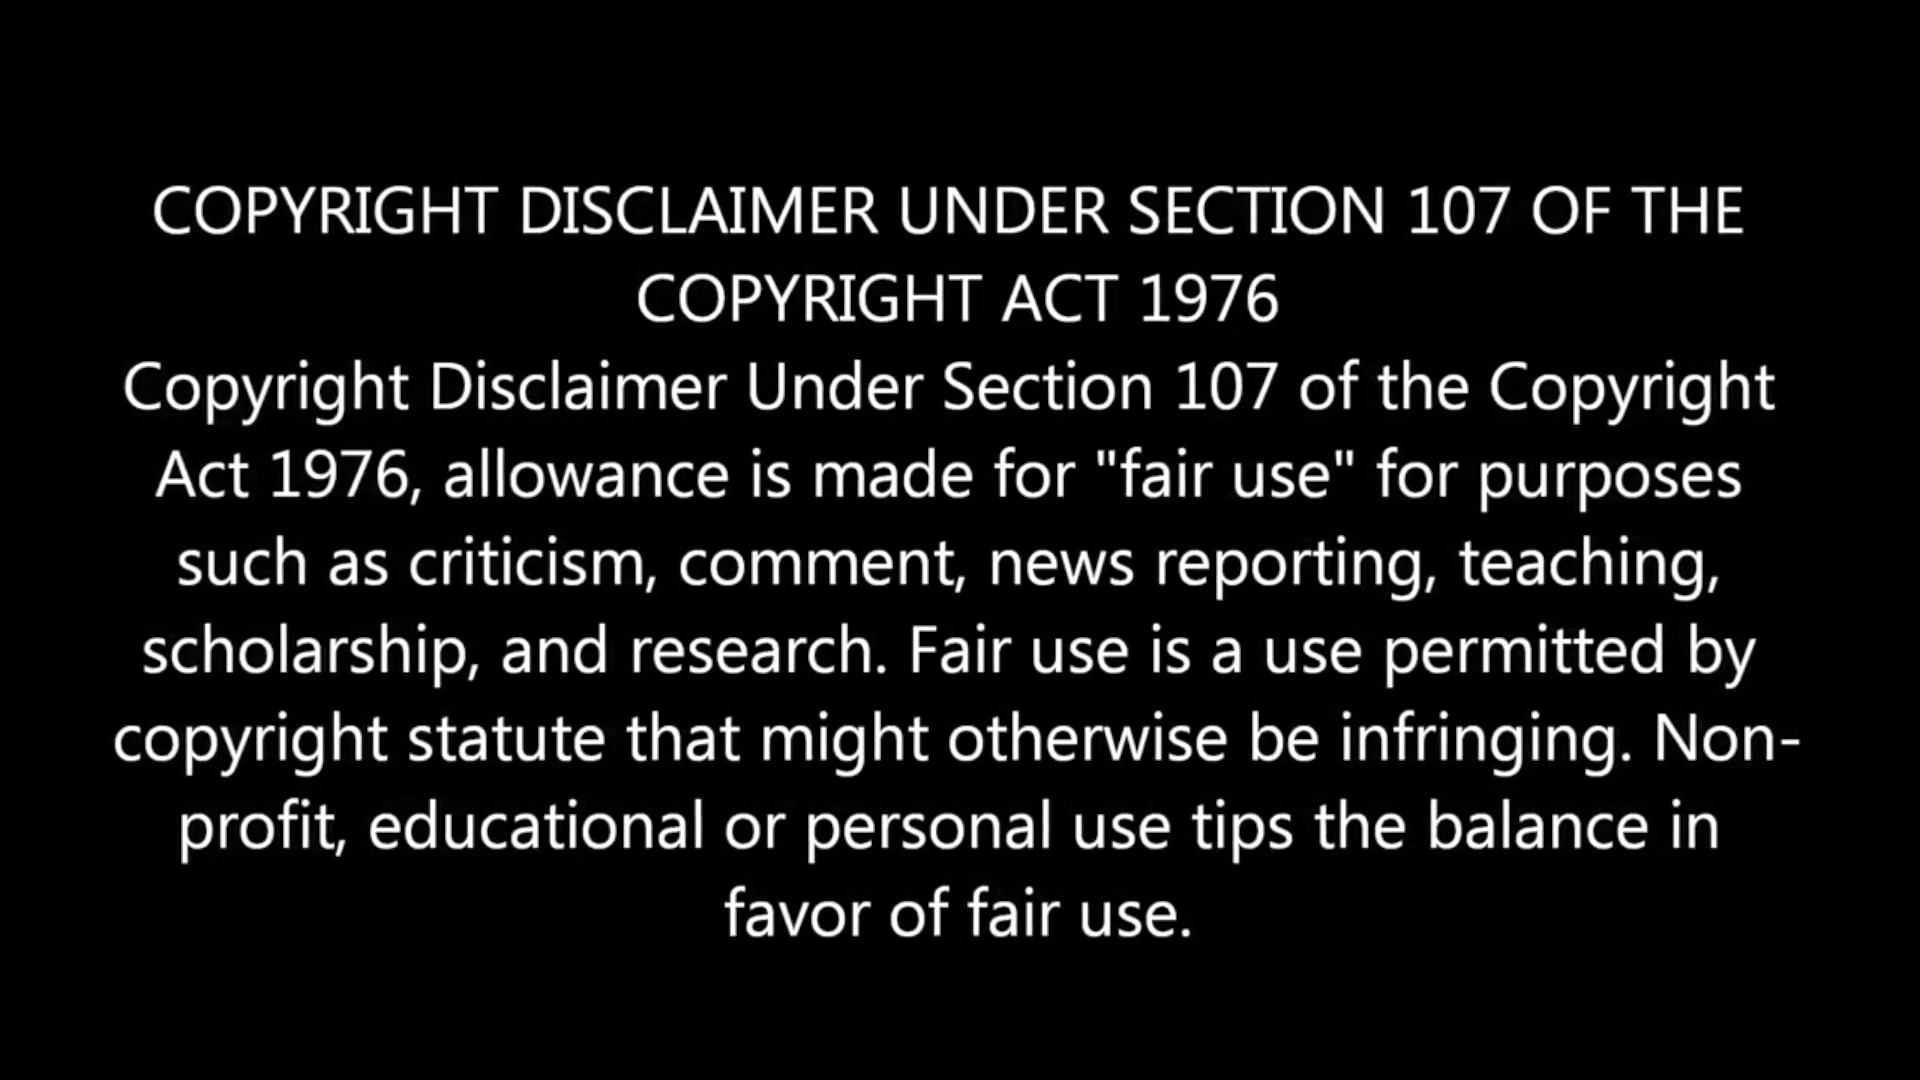 COPYRIGHT DISCLAIMER UNDER SECTION 107 OF THE
COPYRIGHT ACT 1976
Copyright Disclaimer Under Section 107 of the Copyright
Act 1976, allowance is made for "fair use" for purposes
such as criticism, comment, news reporting, teaching,
scholarship, and research. Fair use is a use permitted by
copyright statute that might otherwise be infringing. Non-
profit, educational or personal use tips the balance in
favor of fair use.